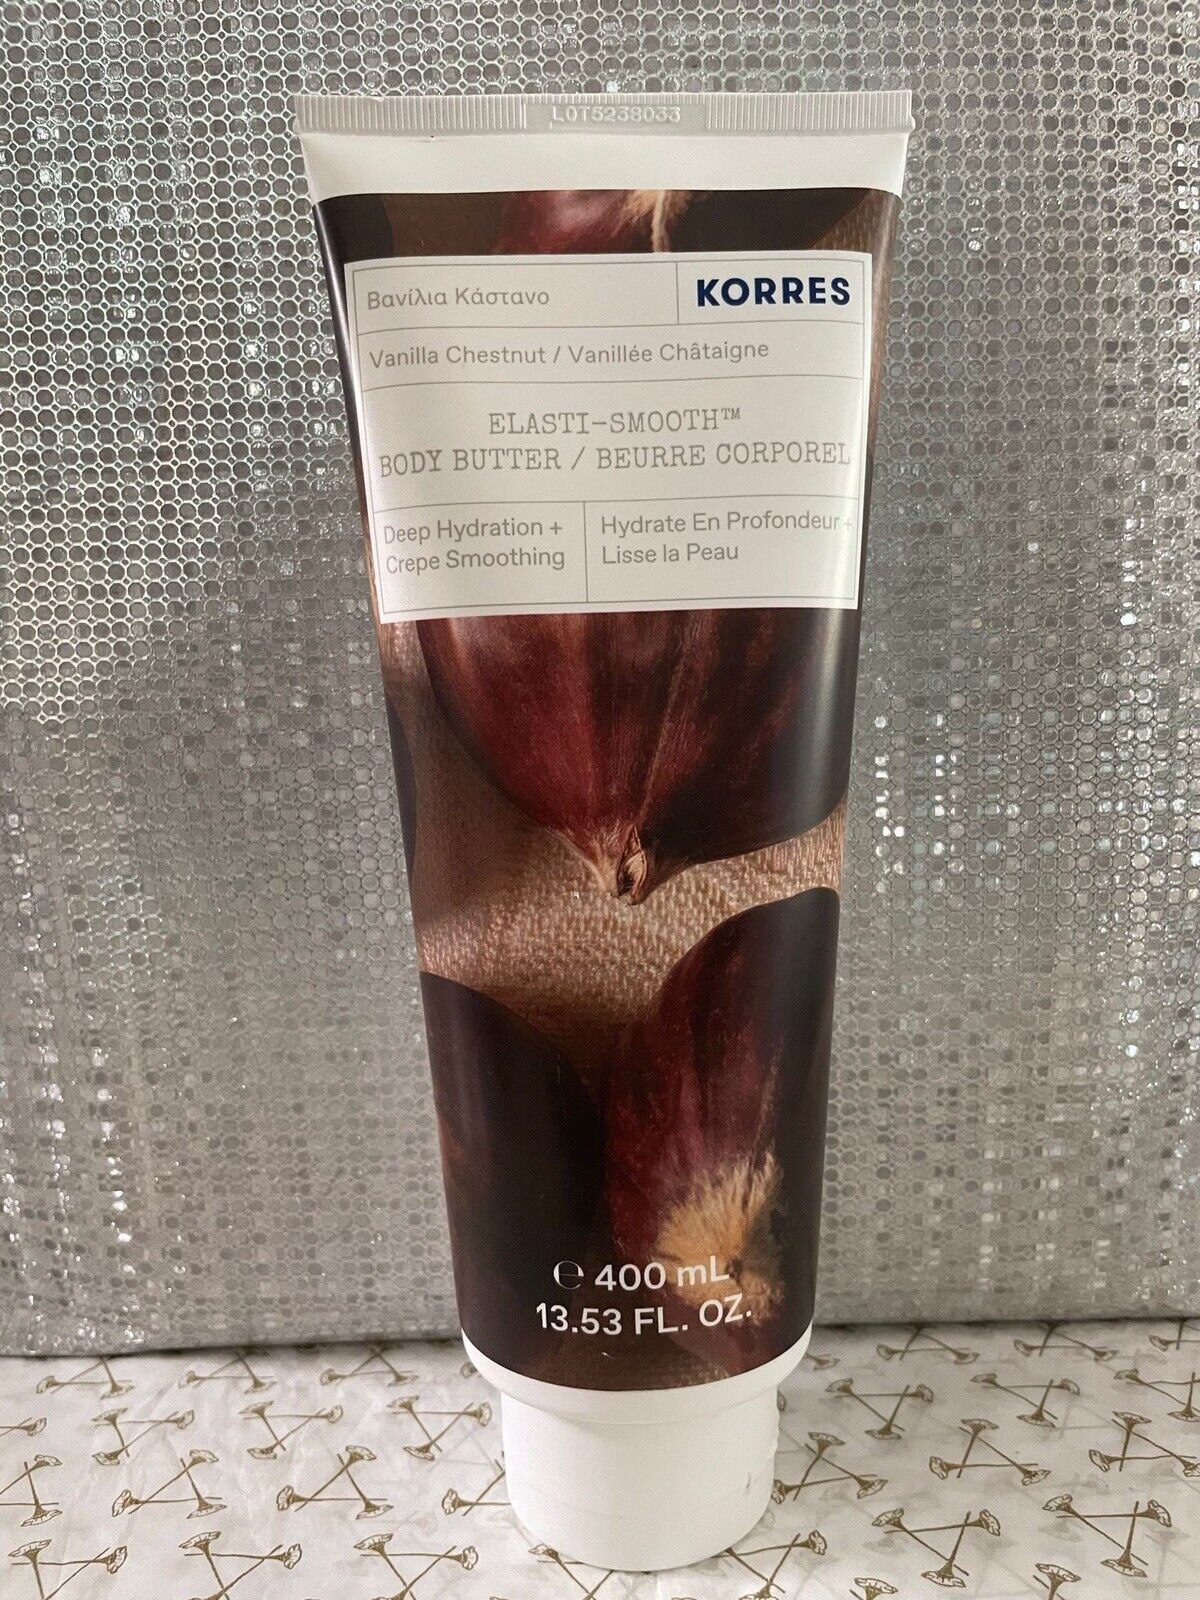 LOT5238033
Βανίλια Κάστανο
KORRES
Vanilla Chestnut / Vanillée Châtaigne
ELASTI-SMOOTH™
BODY BUTTER / BEURRE CORPOREL
Deep Hydration +
Crepe Smoothing
Hydrate En Profondeur +
Lisse la Peau
℮ 400 mL
13.53 FL. OZ.